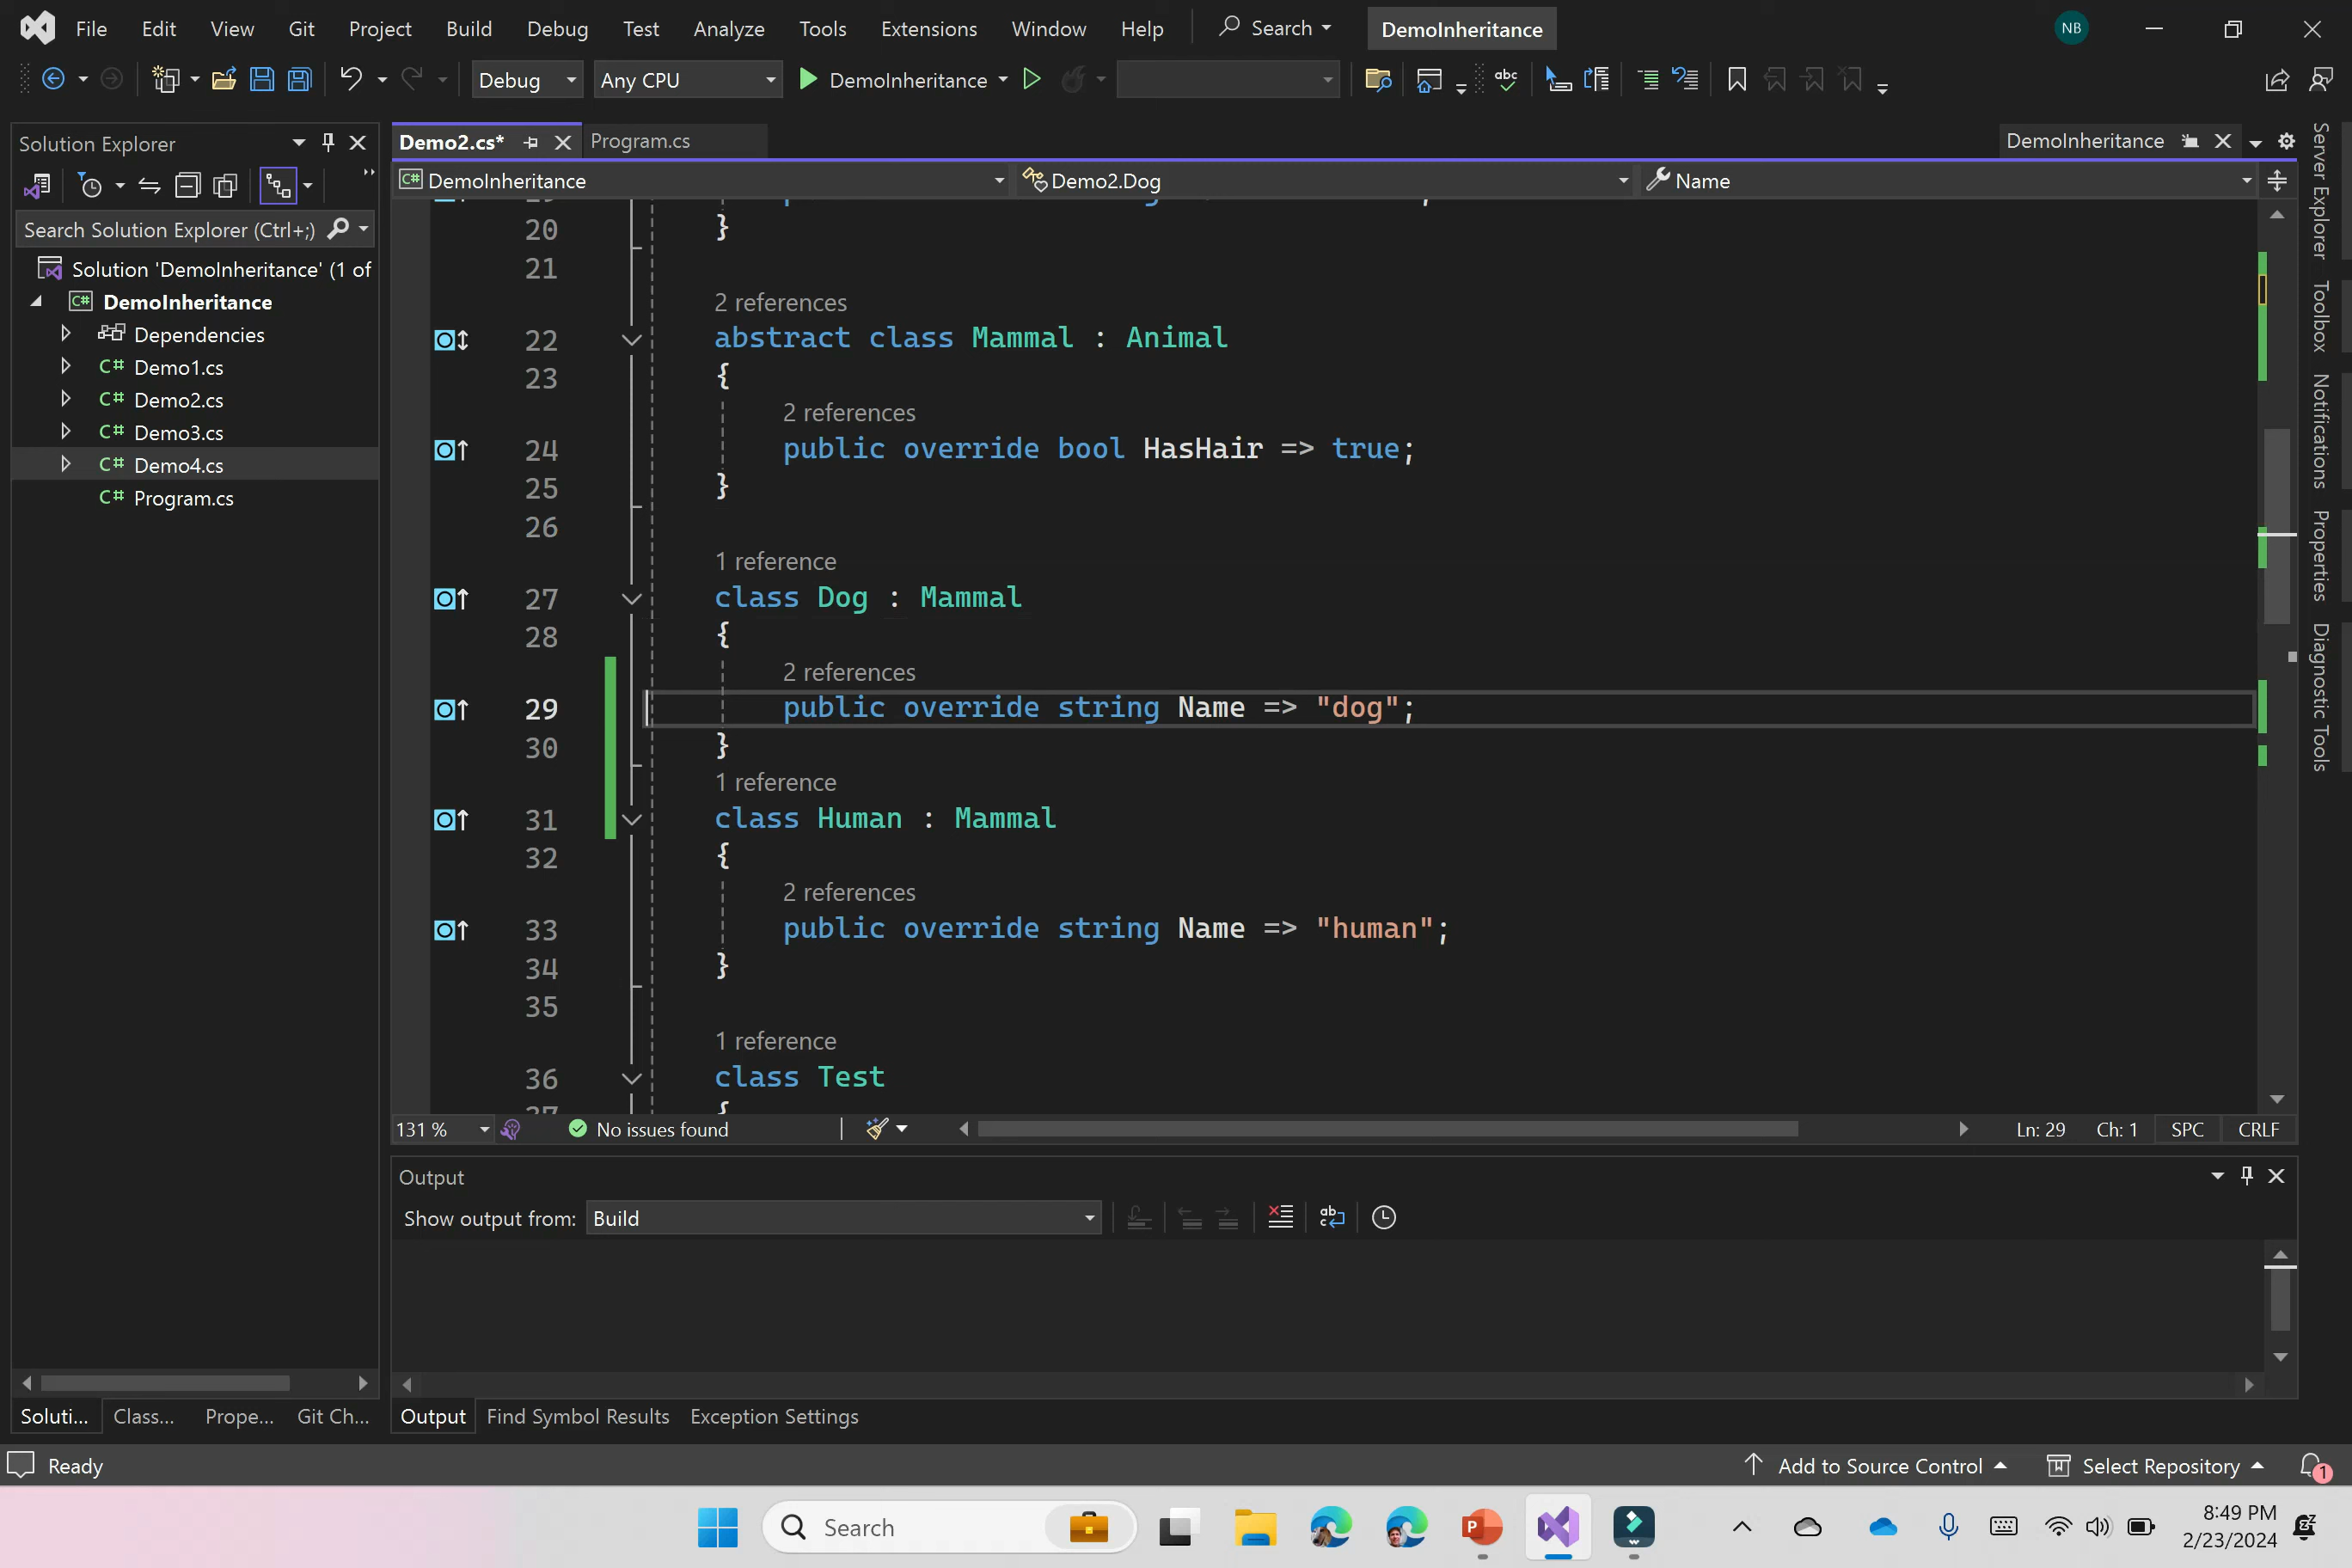 File Edit View Git Project Build Debug Test Tools Analyze Extensions Window Help Search DemoInheritance NB
Debug Any CPU DemoInheritance
Solution Explorer
Search Solution Explorer (Ctrl+;)
Solution 'DemoInheritance' (1 of
C# DemoInheritance
Dependencies
C# Demo1.cs
C# Demo2.cs
C# Demo3.cs
C# Demo4.cs
C# Program.cs
Soluti... Class... Prope... Git Ch...
Demo2.cs* Program.cs DemoInheritance
C# DemoInheritance Demo2.Dog Name
20 }
21
2 references
22 abstract class Mammal : Animal
23 {
2 references
24 public override bool HasHair => true;
25 }
26
1 reference
27 class Dog : Mammal
28 {
2 references
29 public override string Name => "dog";
30 }
1 reference
31 class Human : Mammal
32 {
2 references
33 public override string Name => "human";
34 }
35
1 reference
36 class Test
37 {
131 % No issues found Ln: 29 Ch: 1 SPC CRLF
Output
Show output from: Build
Output Find Symbol Results Exception Settings
Server Explorer
Toolbox
Notifications
Properties
Diagnostic Tools
Ready Add to Source Control Select Repository 1
Search
8:49 PM
2/23/2024